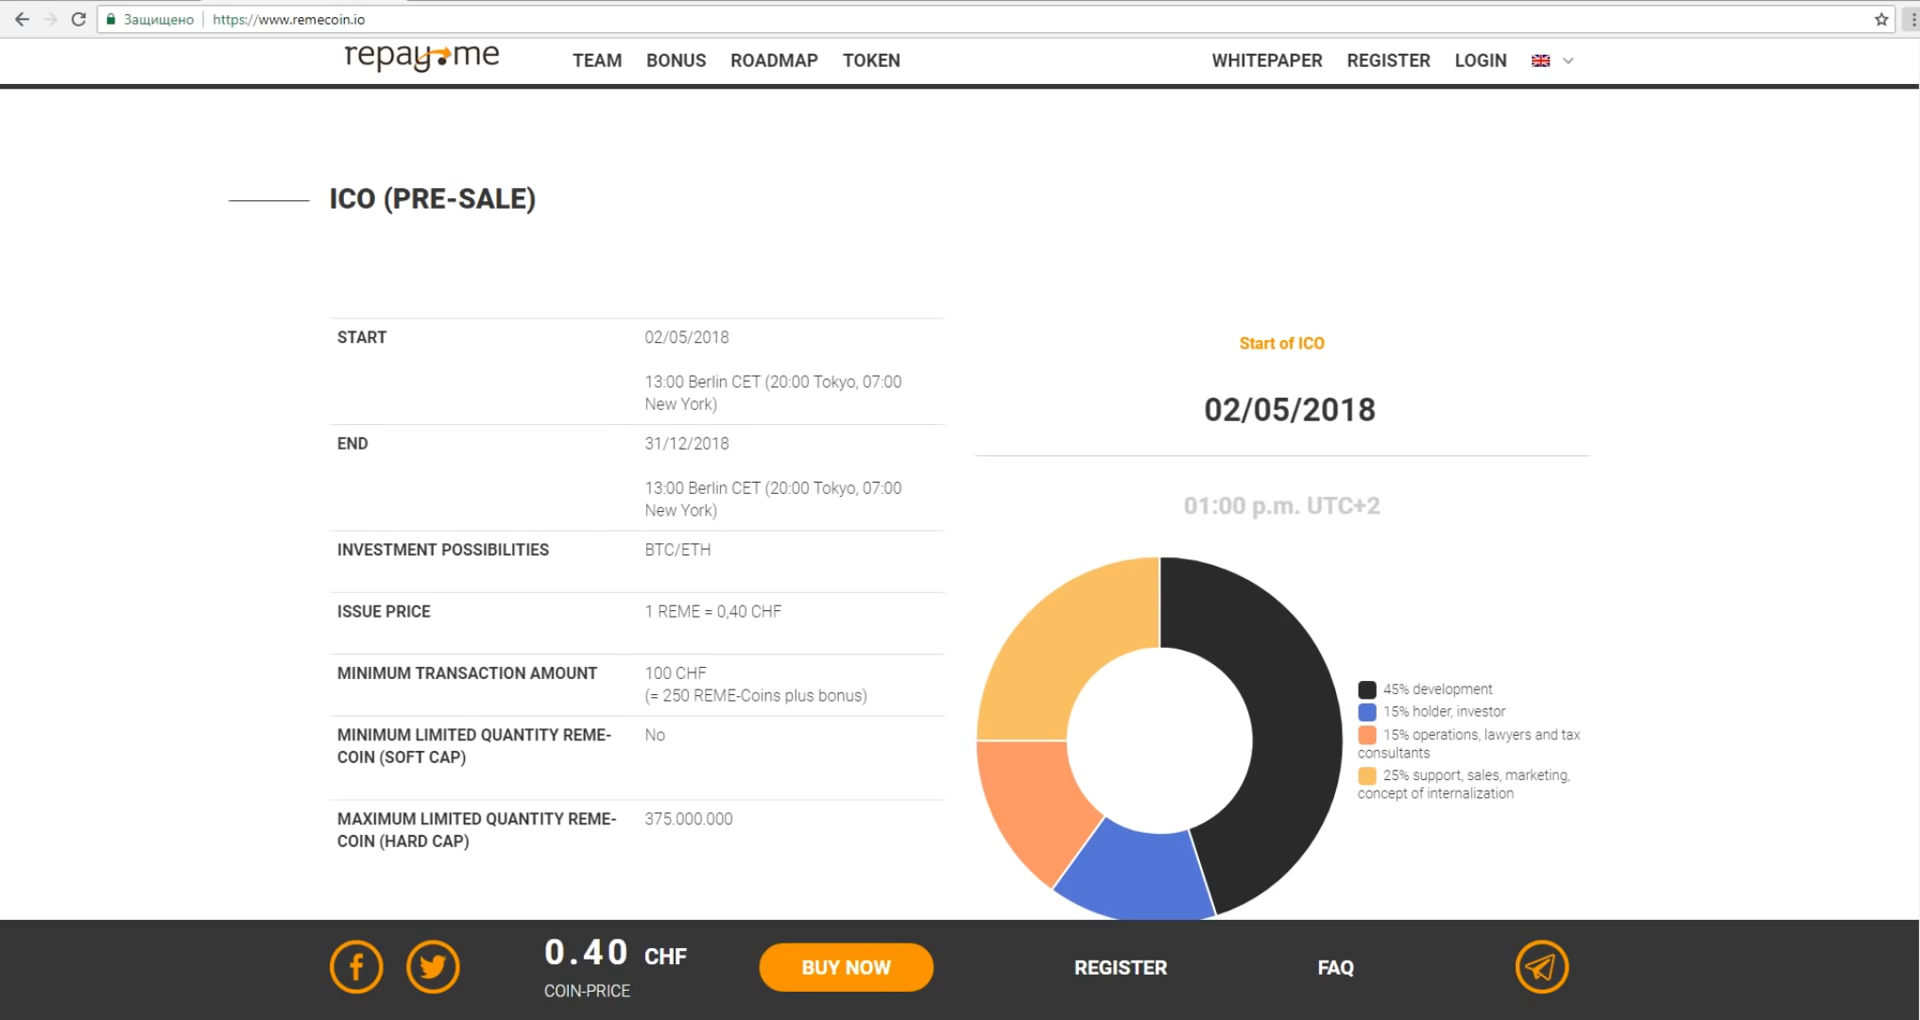 Защищено https://www.remecoin.io
repay me TEAM BONUS ROADMAP TOKEN WHITEPAPER REGISTER LOGIN
ICO (PRE-SALE)
START 02/05/2018
13:00 Berlin CET (20:00 Tokyo, 07:00
New York)
END 31/12/2018
13:00 Berlin CET (20:00 Tokyo, 07:00
New York)
INVESTMENT POSSIBILITIES BTC/ETH
ISSUE PRICE 1 REME = 0,40 CHF
MINIMUM TRANSACTION AMOUNT 100 CHF
(= 250 REME-Coins plus bonus)
MINIMUM LIMITED QUANTITY REME- No
COIN (SOFT CAP)
MAXIMUM LIMITED QUANTITY REME- 375.000.000
COIN (HARD CAP)
Start of ICO
02/05/2018
01:00 p.m. UTC+2
45% development
15% holder, investor
15% operations, lawyers and tax
consultants
25% support, sales, marketing,
concept of internalization
0.40 CHF
COIN-PRICE
BUY NOW
REGISTER
FAQ